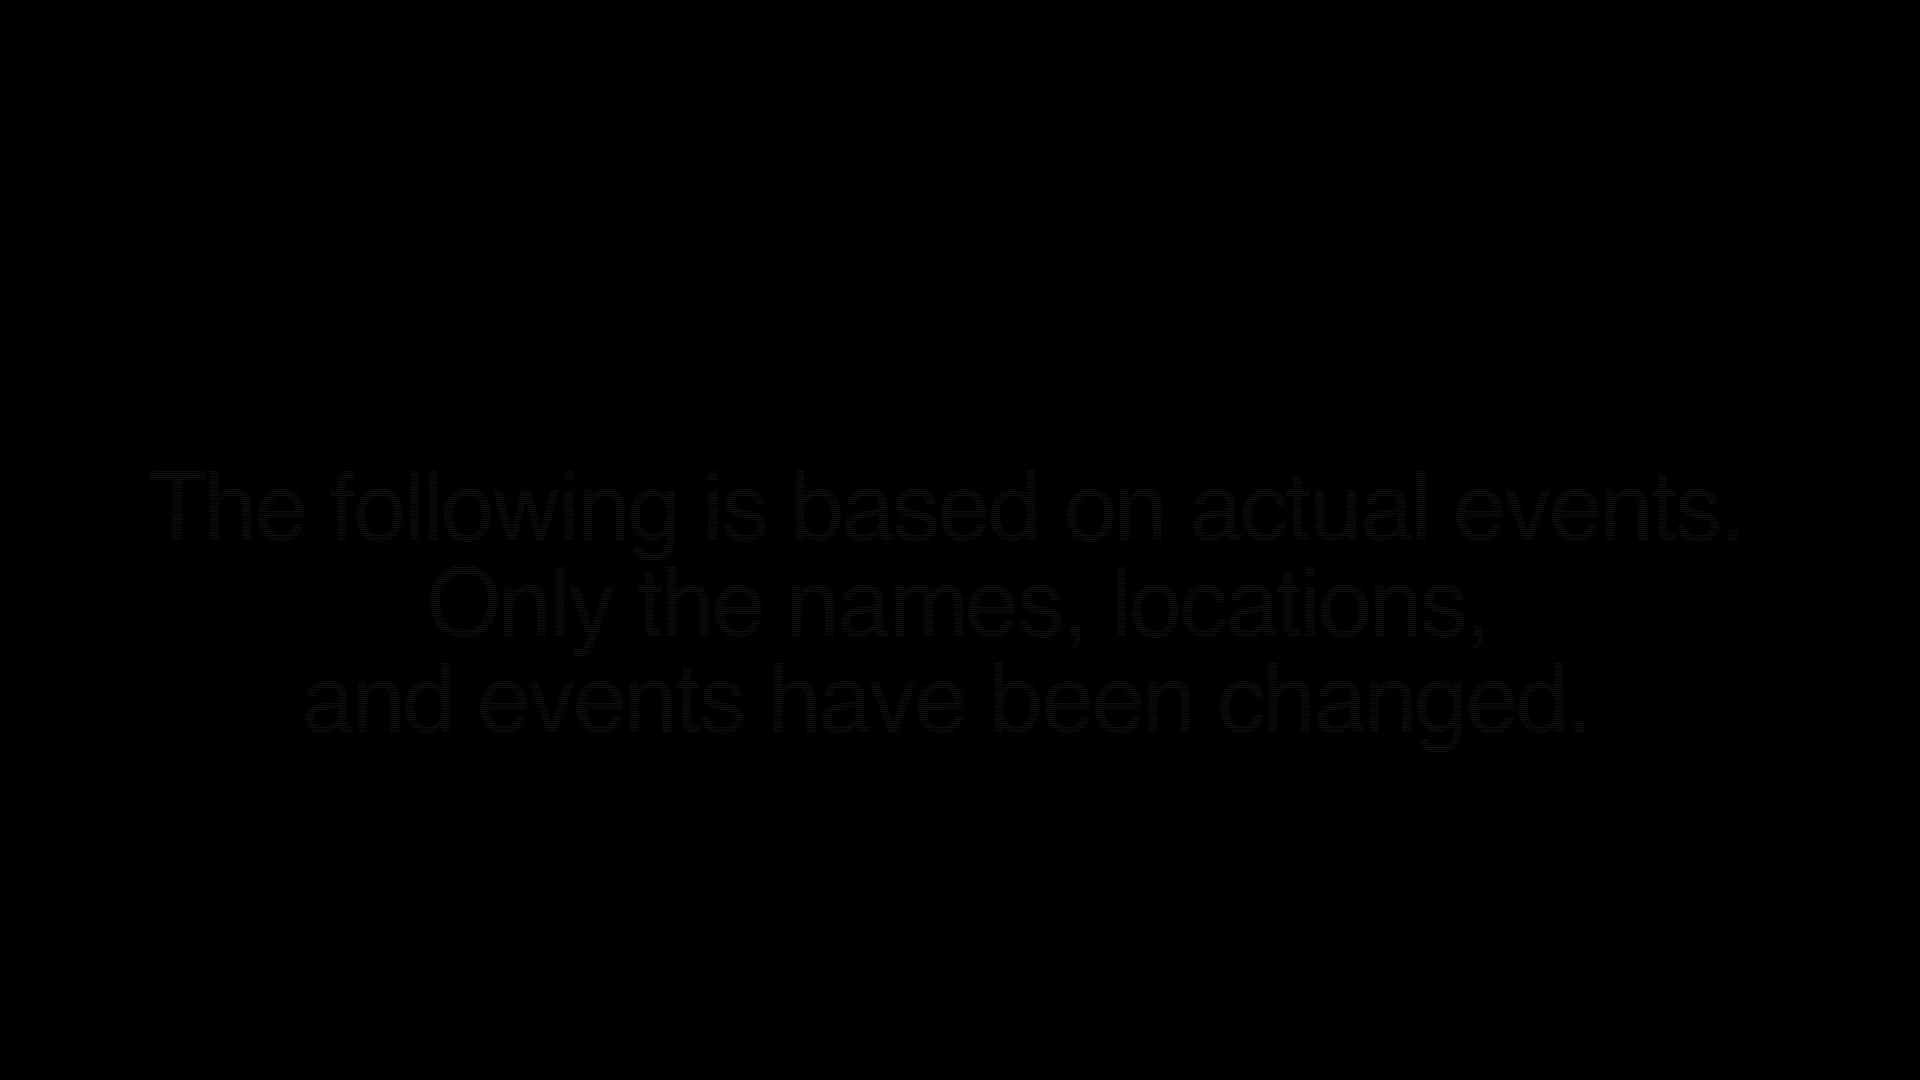 The following is based on actual events.
Only the names, locations,
and events have been changed.